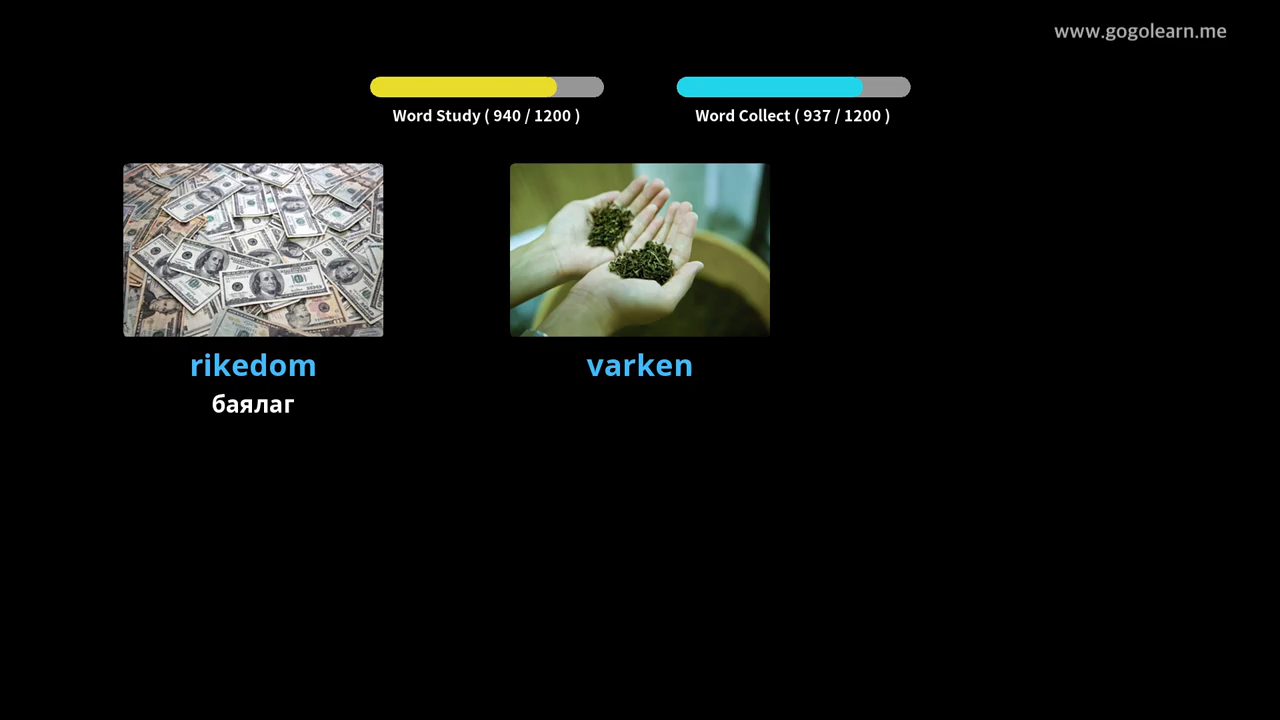 www.gogolearn.me
Word Study ( 940 / 1200 )
Word Collect ( 937 / 1200 )
rikedom
varken
баялаг